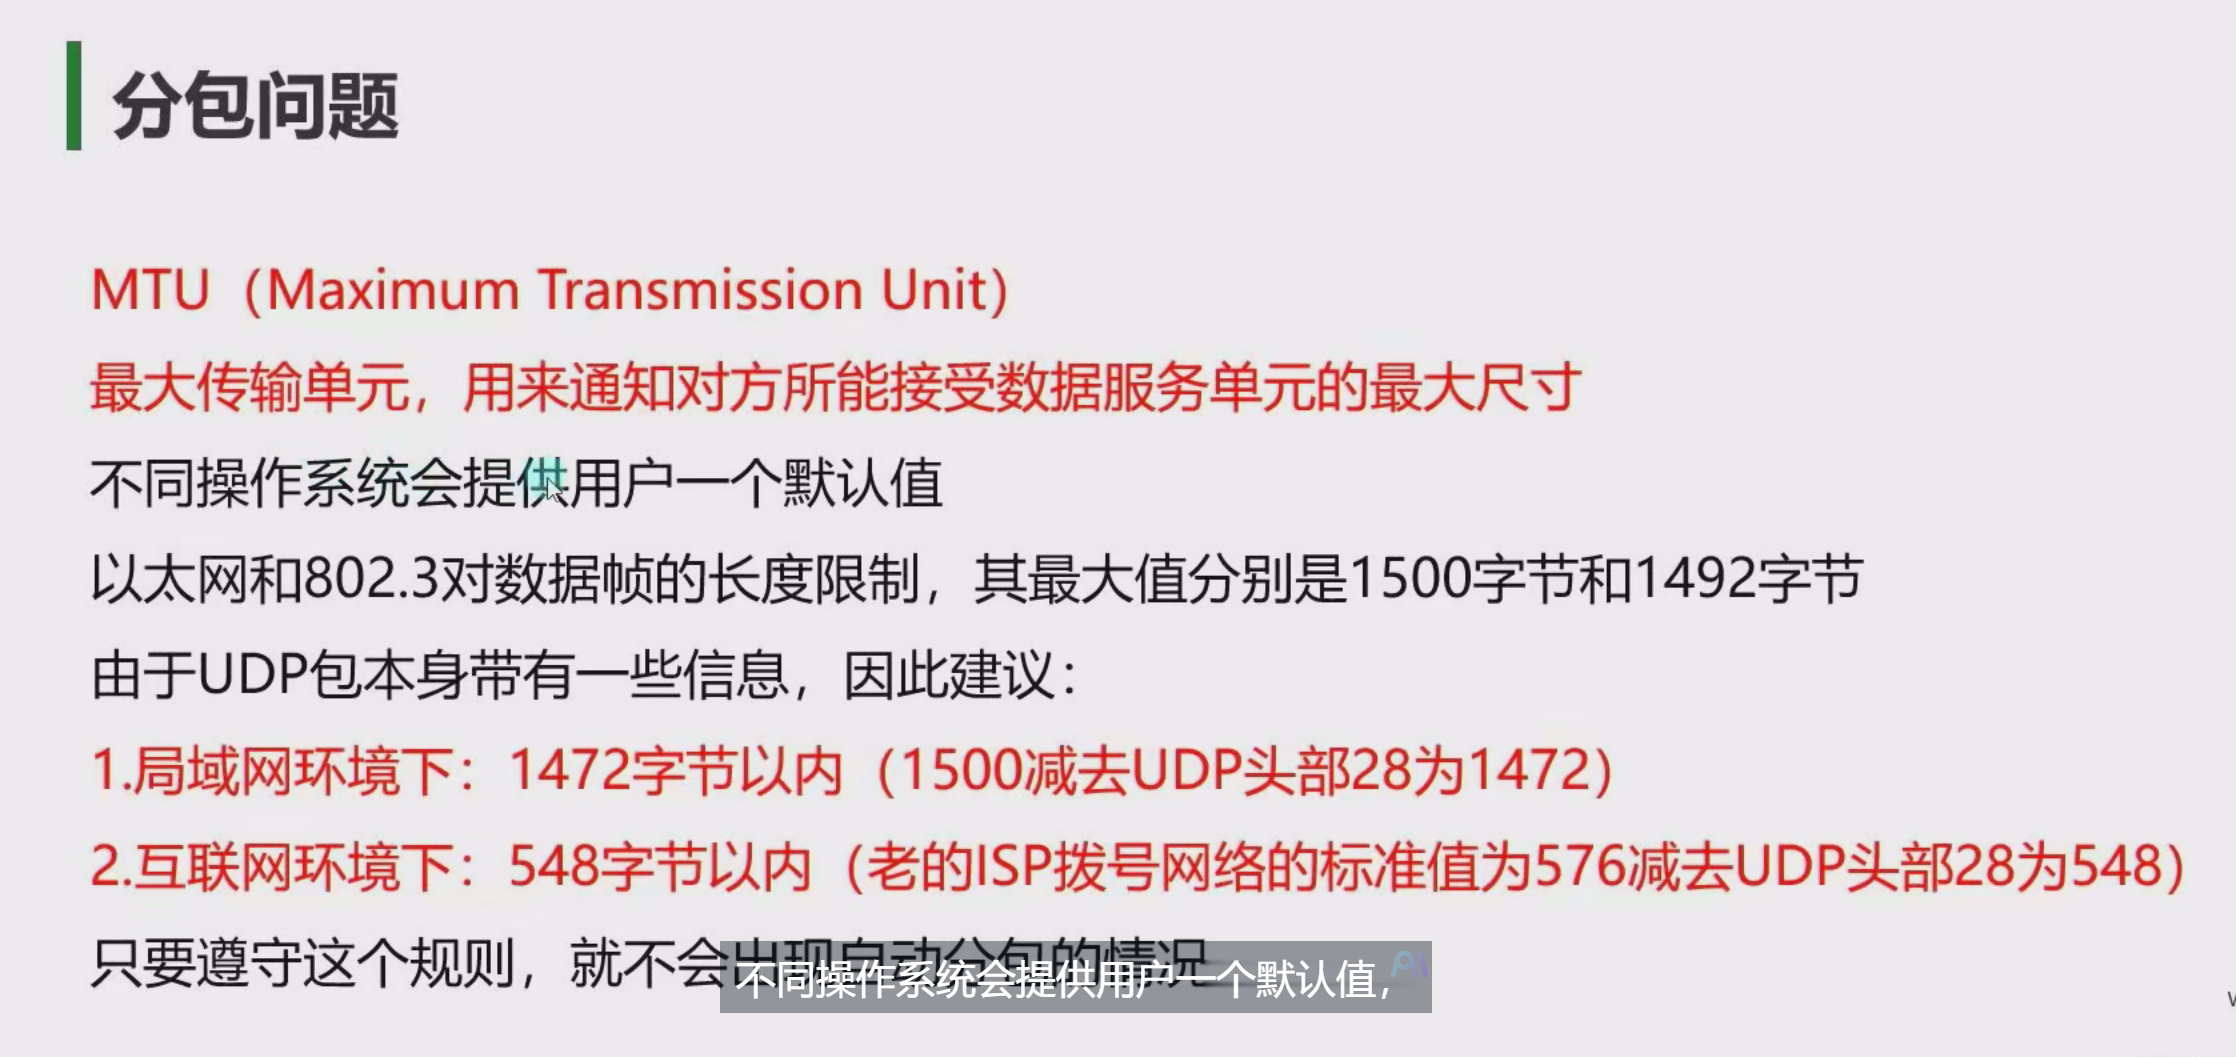 分包问题
MTU（Maximum Transmission Unit）
最大传输单元，用来通知对方所能接受数据服务单元的最大尺寸
不同操作系统会提供用户一个默认值
以太网和802.3对数据帧的长度限制，其最大值分别是1500字节和1492字节
由于UDP包本身带有一些信息，因此建议：
1.局域网环境下：1472字节以内（1500减去UDP头部28为1472）
2.互联网环境下：548字节以内（老的ISP拨号网络的标准值为576减去UDP头部28为548）
只要遵守这个规则，就不会出现自动分包的情况
不同操作系统会提供用户一个默认值，
AI